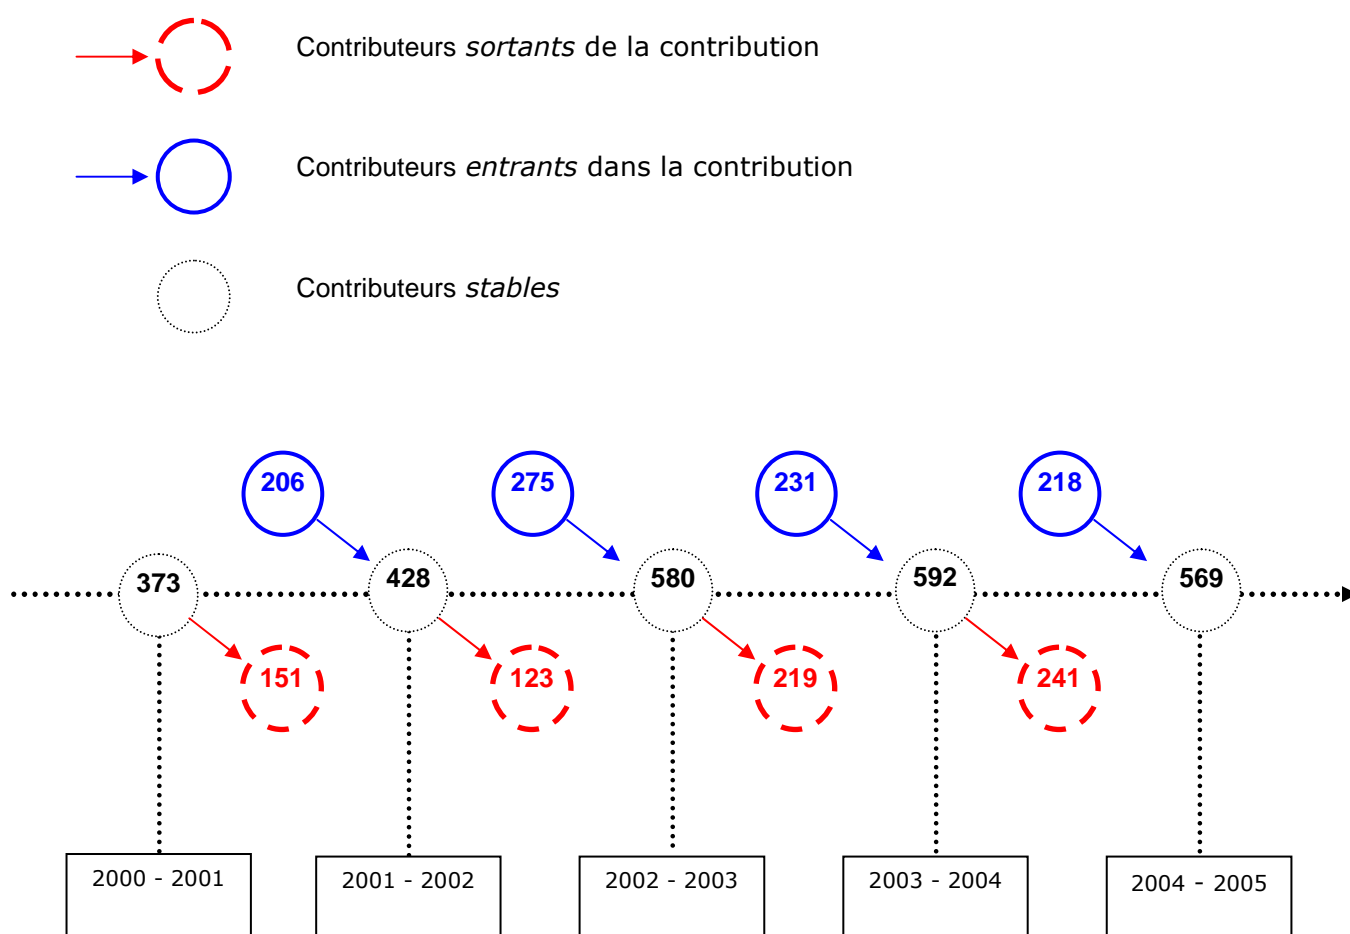 Contributeurs sortants de la contribution
Contributeurs entrants dans la contribution
Contributeurs stables
206 275 231 218
373 428 580 592 569
151 123 219 241
2000 - 2001 2001 - 2002 2002 - 2003 2003 - 2004 2004 - 2005